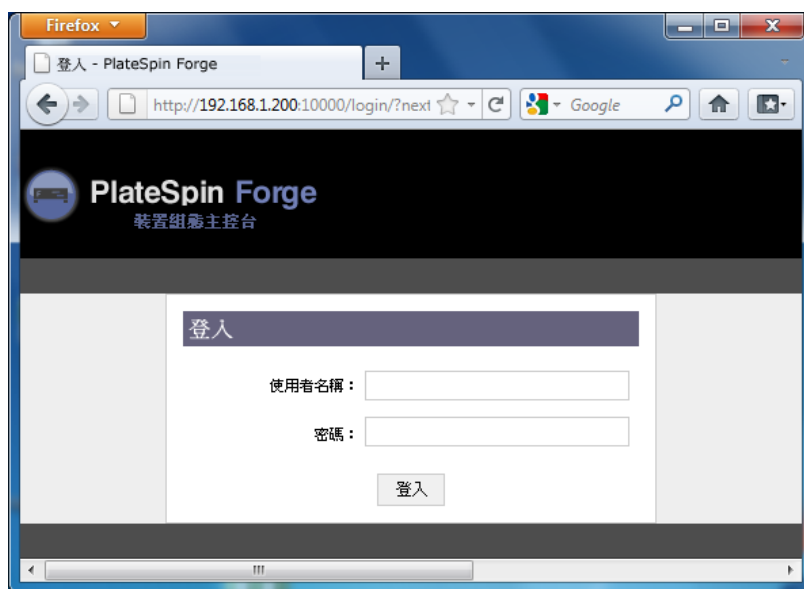 Firefox
登入 - PlateSpin Forge
http://192.168.1.200:10000/login/?next
Google
PlateSpin Forge
裝置組態主控台
登入
使用者名稱：
密碼：
登入